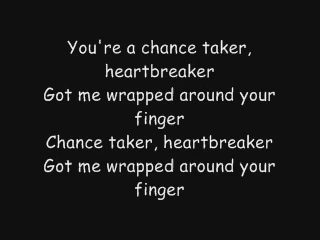 You're a chance taker,
heartbreaker
Got me wrapped around your
finger
Chance taker, heartbreaker
Got me wrapped around your
finger